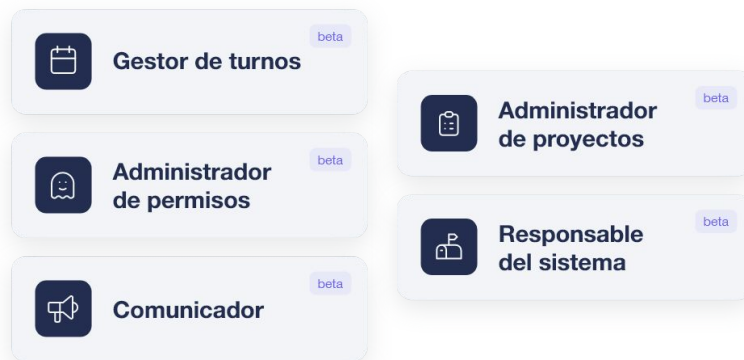 beta
Gestor de turnos
beta
Administrador
de permisos
beta
Comunicador
beta
Administrador
de proyectos
beta
Responsable
del sistema